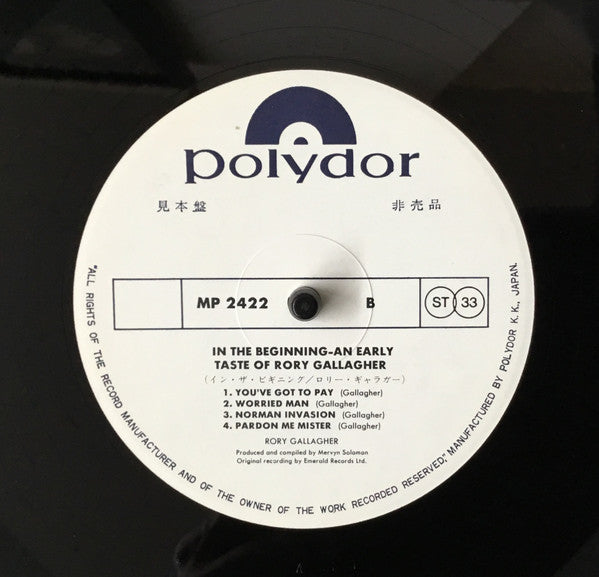 polydor
見本盤 非売品
MP 2422 B ST 33
IN THE BEGINNING-AN EARLY
TASTE OF RORY GALLAGHER
(イン・ザ・ビギニング/ロリー・ギャラガー)
1. YOU'VE GOT TO PAY (Gallagher)
2. WORRIED MAN (Gallagher)
3. NORMAN INVASION (Gallagher)
4. PARDON ME MISTER (Gallagher)
RORY GALLAGHER
Produced and compiled by Mervyn Soloman
Original recording by Emerald Records Ltd.
"ALL RIGHTS OF THE RECORD MANUFACTURER AND OF THE OWNER OF THE WORK RECORDED RESERVED," MANUFACTURED BY POLYDOR K.K., JAPAN.